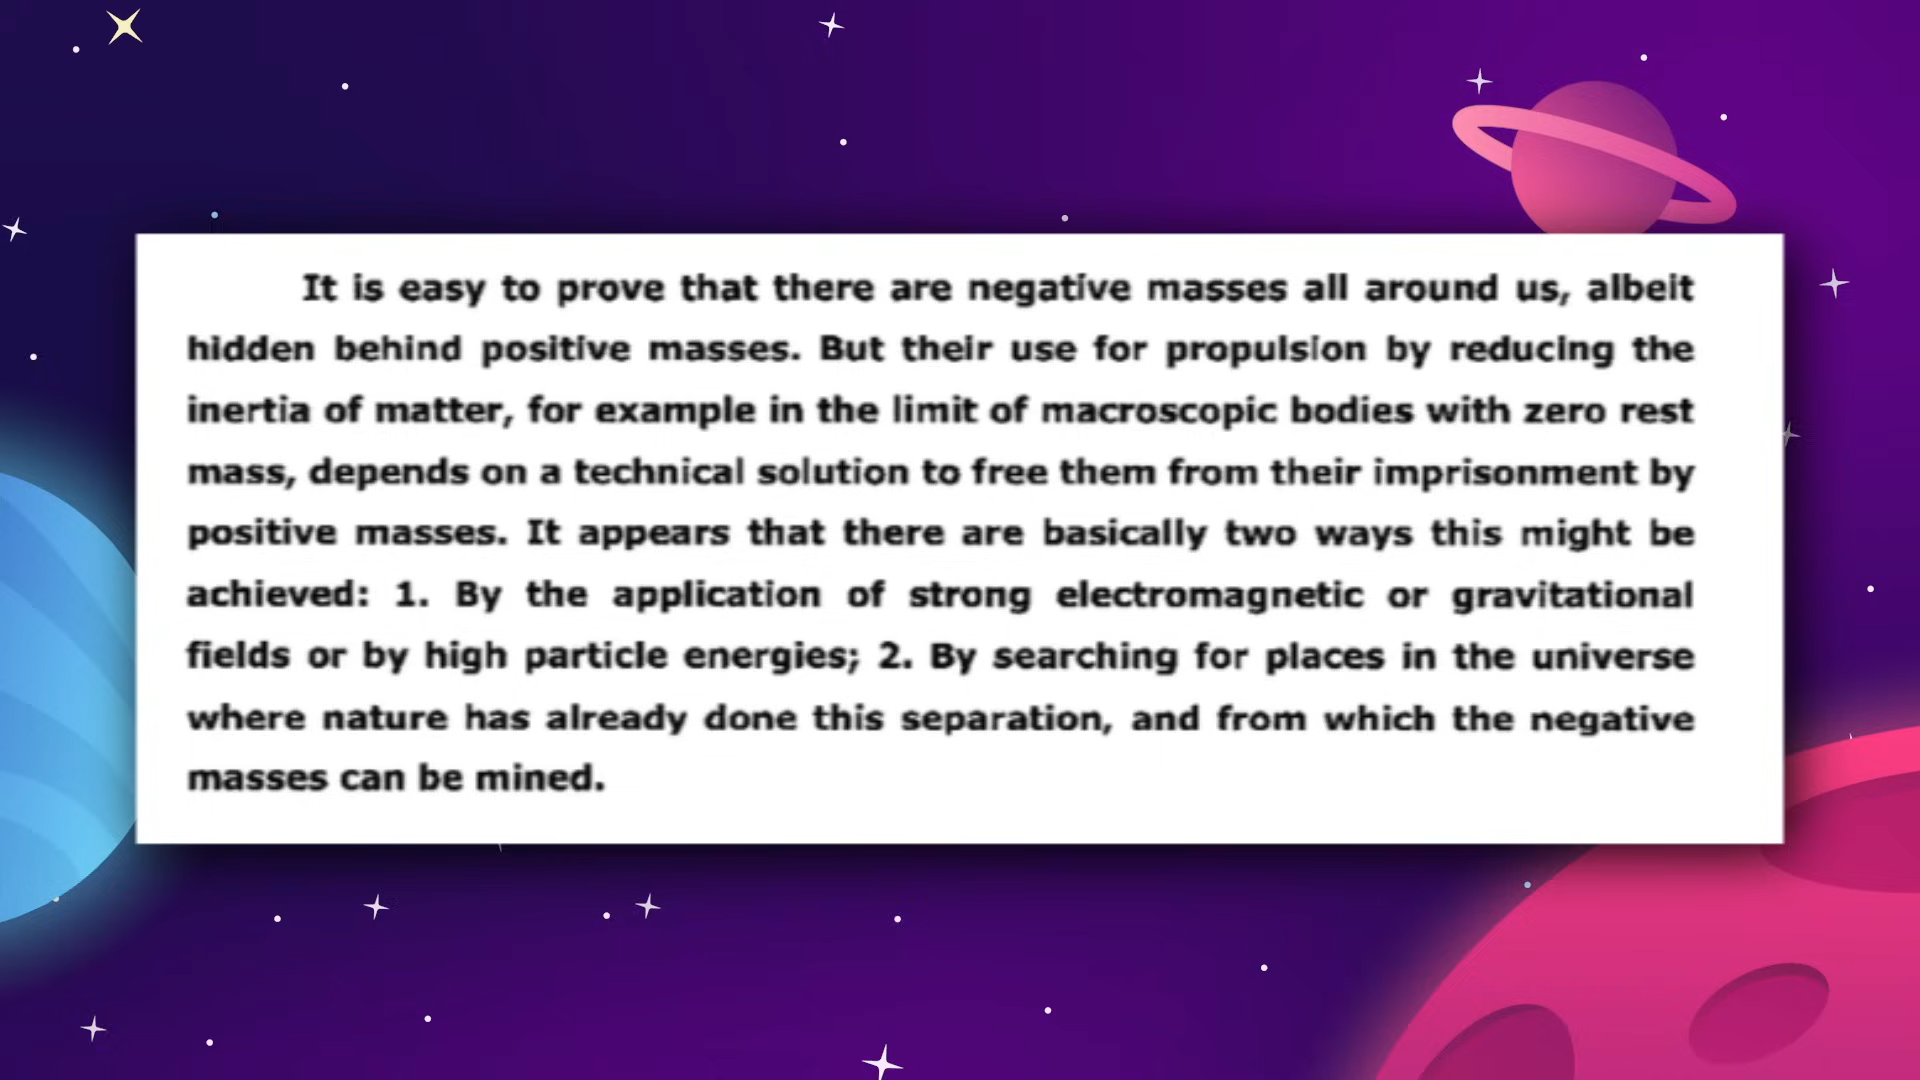 It is easy to prove that there are negative masses all around us, albeit
hidden behind positive masses. But their use for propulsion by reducing the
inertia of matter, for example in the limit of macroscopic bodies with zero rest
mass, depends on a technical solution to free them from their imprisonment by
positive masses. It appears that there are basically two ways this might be
achieved: 1. By the application of strong electromagnetic or gravitational
fields or by high particle energies; 2. By searching for places in the universe
where nature has already done this separation, and from which the negative
masses can be mined.